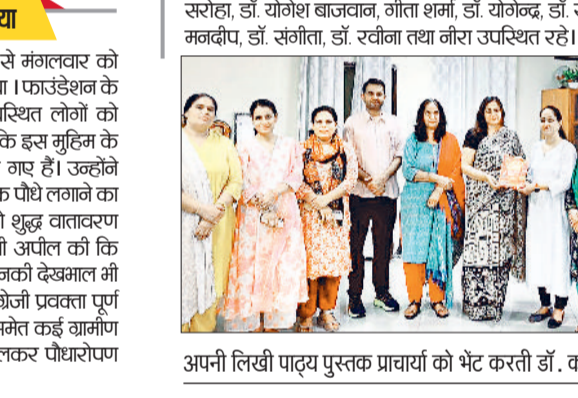 या
से मंगलवार को
या । फाउंडेशन के
स्थित लोगों को
कि इस मुहिम के
गए हैं। उन्होंने
क पौधे लगाने का
शुद्ध वातावरण
ी अपील की कि
नकी देखभाल भी
ग्रेजी प्रवक्ता पूर्ण
समेत कई ग्रामीण
लकर पौधारोपण
सरोहा, डॉ. योगेश बाजवान, गीता शर्मा, डॉ. योगेन्द्र, डॉ.
मनदीप, डॉ. संगीता, डॉ. रवीना तथा नीरा उपस्थित रहे।
अपनी लिखी पाठ्य पुस्तक प्राचार्या को भेंट करती डॉ. क